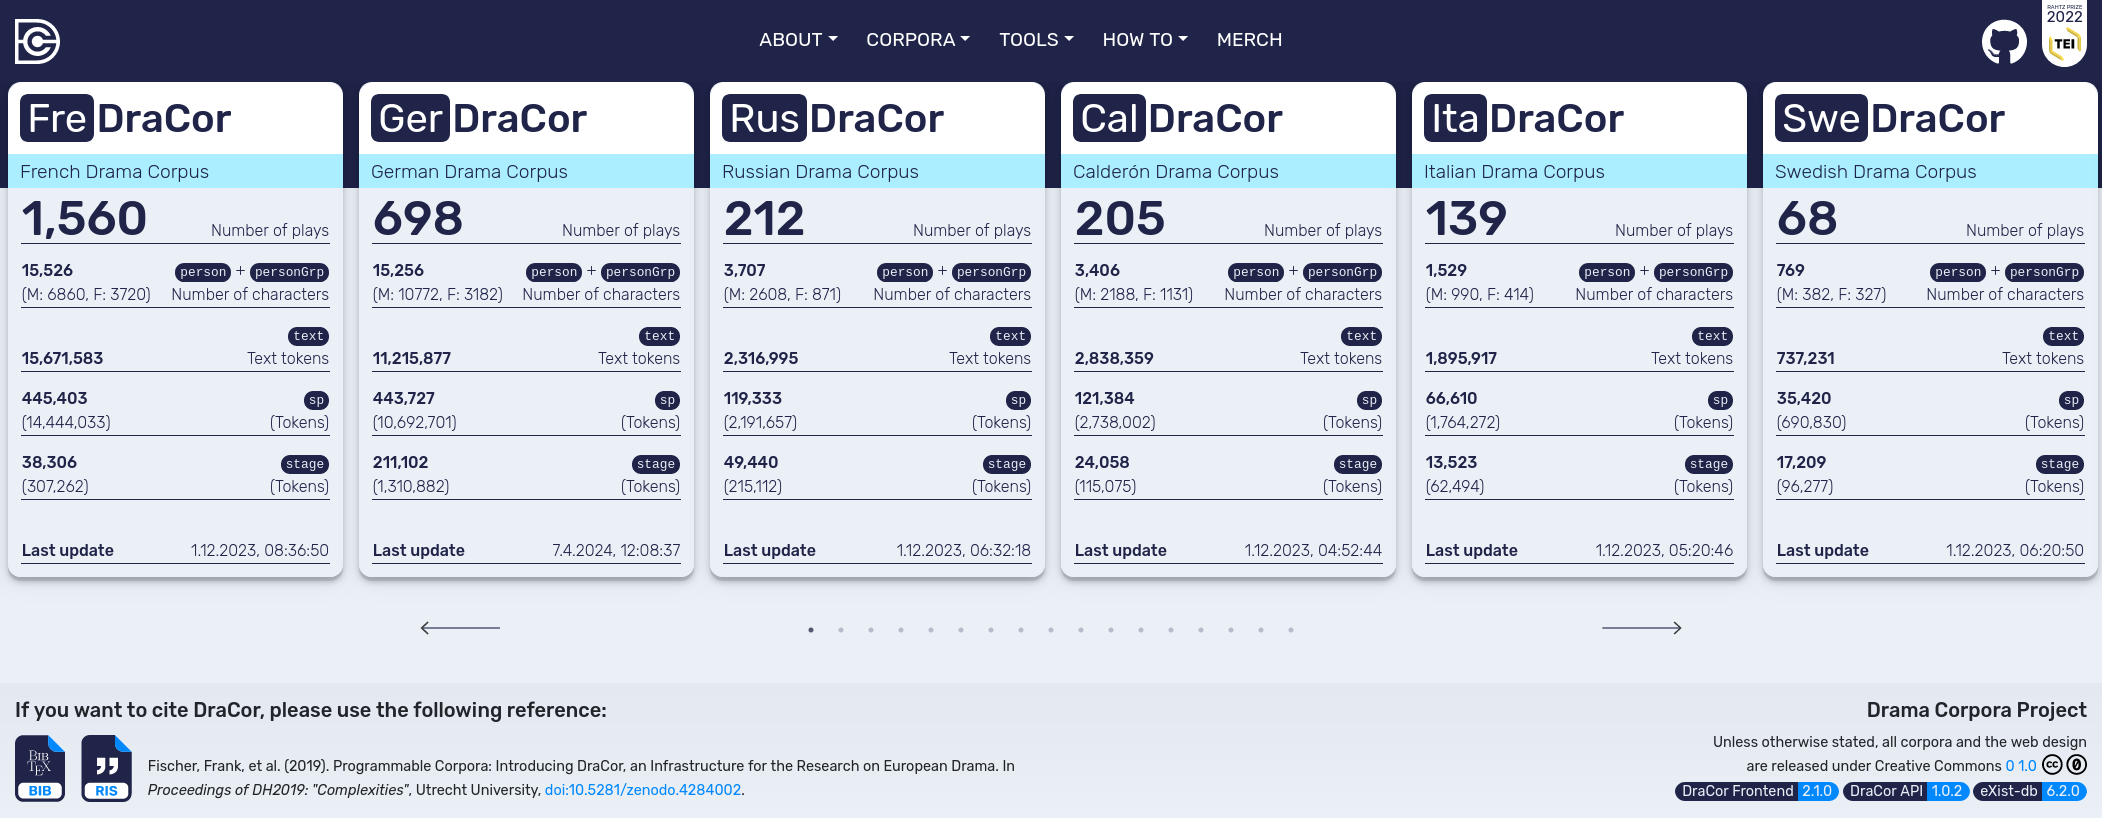 ABOUT CORPORA TOOLS HOW TO MERCH
RAHTZ PRIZE
2022
TEI
FreDraCor
French Drama Corpus
1,560 Number of plays
15,526 person + personGrp
(M: 6860, F: 3720) Number of characters
text
15,671,583 Text tokens
445,403 sp
(14,444,033) (Tokens)
38,306 stage
(307,262) (Tokens)
Last update 1.12.2023, 08:36:50
GerDraCor
German Drama Corpus
698 Number of plays
15,256 person + personGrp
(M: 10772, F: 3182) Number of characters
text
11,215,877 Text tokens
443,727 sp
(10,692,701) (Tokens)
211,102 stage
(1,310,882) (Tokens)
Last update 7.4.2024, 12:08:37
RusDraCor
Russian Drama Corpus
212 Number of plays
3,707 person + personGrp
(M: 2608, F: 871) Number of characters
text
2,316,995 Text tokens
119,333 sp
(2,191,657) (Tokens)
49,440 stage
(215,112) (Tokens)
Last update 1.12.2023, 06:32:18
CalDraCor
Calderón Drama Corpus
205 Number of plays
3,406 person + personGrp
(M: 2188, F: 1131) Number of characters
text
2,838,359 Text tokens
121,384 sp
(2,738,002) (Tokens)
24,058 stage
(115,075) (Tokens)
Last update 1.12.2023, 04:52:44
ItaDraCor
Italian Drama Corpus
139 Number of plays
1,529 person + personGrp
(M: 990, F: 414) Number of characters
text
1,895,917 Text tokens
66,610 sp
(1,764,272) (Tokens)
13,523 stage
(62,494) (Tokens)
Last update 1.12.2023, 05:20:46
SweDraCor
Swedish Drama Corpus
68 Number of plays
769 person + personGrp
(M: 382, F: 327) Number of characters
text
737,231 Text tokens
35,420 sp
(690,830) (Tokens)
17,209 stage
(96,277) (Tokens)
Last update 1.12.2023, 06:20:50
If you want to cite DraCor, please use the following reference:
BIBTEX
BIB
RIS
Fischer, Frank, et al. (2019). Programmable Corpora: Introducing DraCor, an Infrastructure for the Research on European Drama. In
Proceedings of DH2019: "Complexities", Utrecht University, doi:10.5281/zenodo.4284002.
Drama Corpora Project
Unless otherwise stated, all corpora and the web design
are released under Creative Commons 0 1.0 cc 0
DraCor Frontend 2.1.0 DraCor API 1.0.2 eXist-db 6.2.0